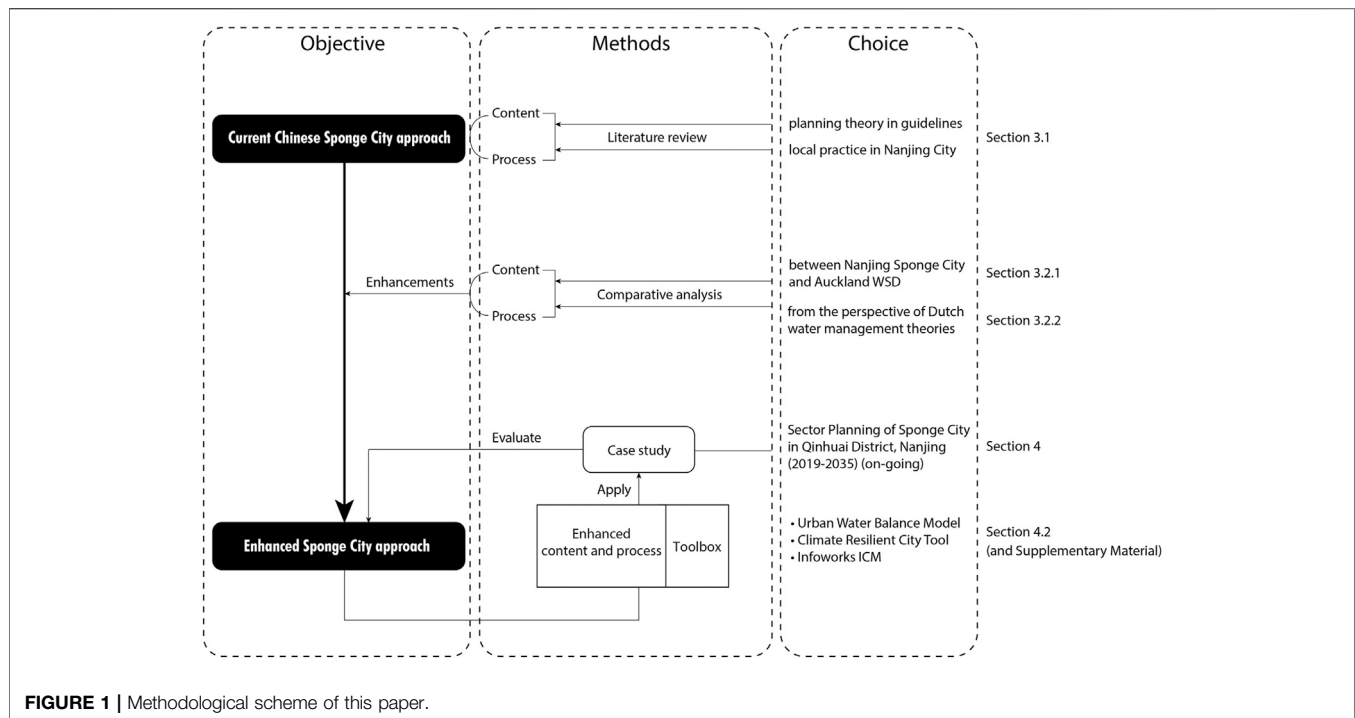 Objective
Methods
Choice
Current Chinese Sponge City approach
Content
Process
Literature review
planning theory in guidelines
local practice in Nanjing City
Section 3.1
Enhancements
Content
Process
Comparative analysis
between Nanjing Sponge City
and Auckland WSD
Section 3.2.1
from the perspective of Dutch
water management theories
Section 3.2.2
Evaluate
Case study
Sector Planning of Sponge City
in Qinhuai District, Nanjing
(2019-2035) (on-going)
Section 4
Apply
Enhanced Sponge City approach
Enhanced
content and process
Toolbox
• Urban Water Balance Model
• Climate Resilient City Tool
• Infoworks ICM
Section 4.2
(and Supplementary Material)
FIGURE 1 | Methodological scheme of this paper.